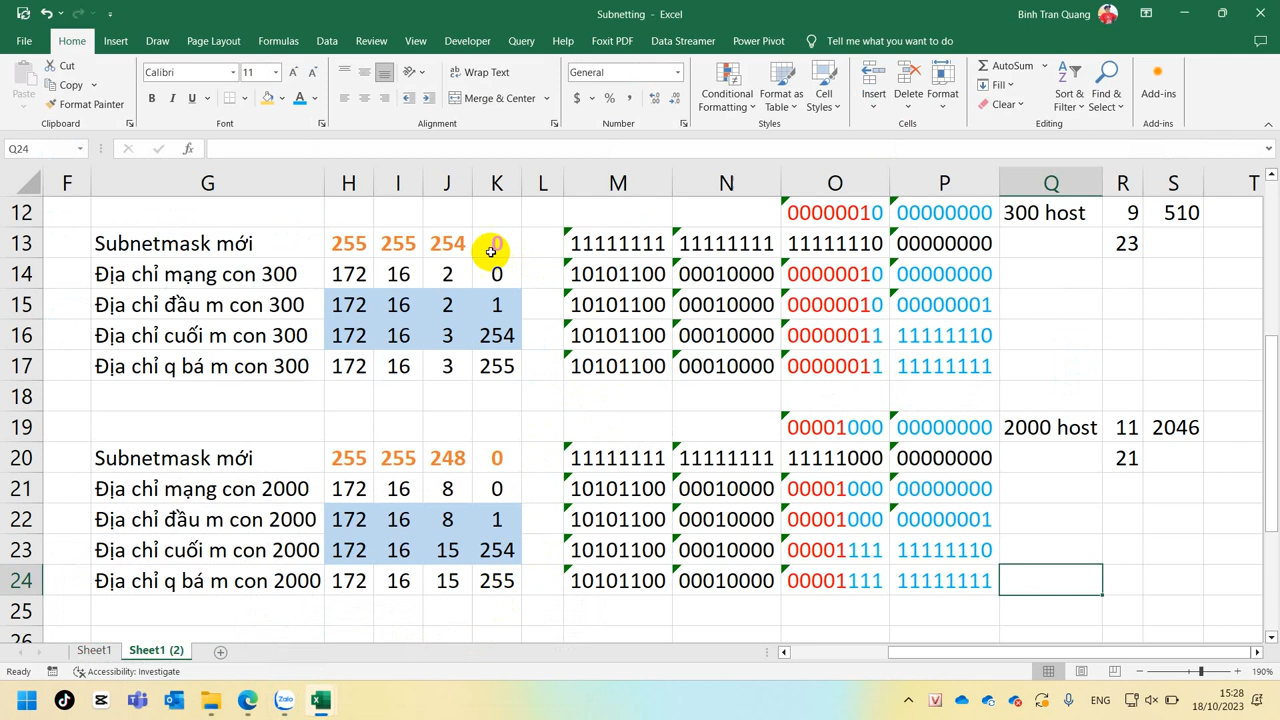 Subnetting - Excel
Binh Tran Quang
File Home Insert Draw Page Layout Formulas Data Review View Developer Query Help Foxit PDF Data Streamer Power Pivot Tell me what you want to do
Paste
Cut
Copy
Format Painter
Clipboard
Calibri 11
B I U
Font
Wrap Text
Merge & Center
Alignment
General
$ % ,
Number
Conditional Formatting
Format as Table
Cell Styles
Styles
Insert
Delete
Format
Cells
AutoSum
Fill
Clear
Sort & Filter
Find & Select
Editing
Add-ins
Add-ins
Q24 fx
F G H I J K L M N O P Q R S T
12 00000010 00000000 300 host 9 510
13 Subnetmask mới 255 255 254 0 11111111 11111111 11111110 00000000 23
14 Địa chỉ mạng con 300 172 16 2 0 10101100 00010000 00000010 00000000
15 Địa chỉ đầu m con 300 172 16 2 1 10101100 00010000 00000010 00000001
16 Địa chỉ cuối m con 300 172 16 3 254 10101100 00010000 00000011 11111110
17 Địa chỉ q bá m con 300 172 16 3 255 10101100 00010000 00000011 11111111
18
19 00001000 00000000 2000 host 11 2046
20 Subnetmask mới 255 255 248 0 11111111 11111111 11111000 00000000 21
21 Địa chỉ mạng con 2000 172 16 8 0 10101100 00010000 00001000 00000000
22 Địa chỉ đầu m con 2000 172 16 8 1 10101100 00010000 00001000 00000001
23 Địa chỉ cuối m con 2000 172 16 15 254 10101100 00010000 00001111 11111110
24 Địa chỉ q bá m con 2000 172 16 15 255 10101100 00010000 00001111 11111111
25
26
Sheet1 Sheet1 (2)
Ready Accessibility: Investigate 190%
Zalo
ENG
15:28
18/10/2023